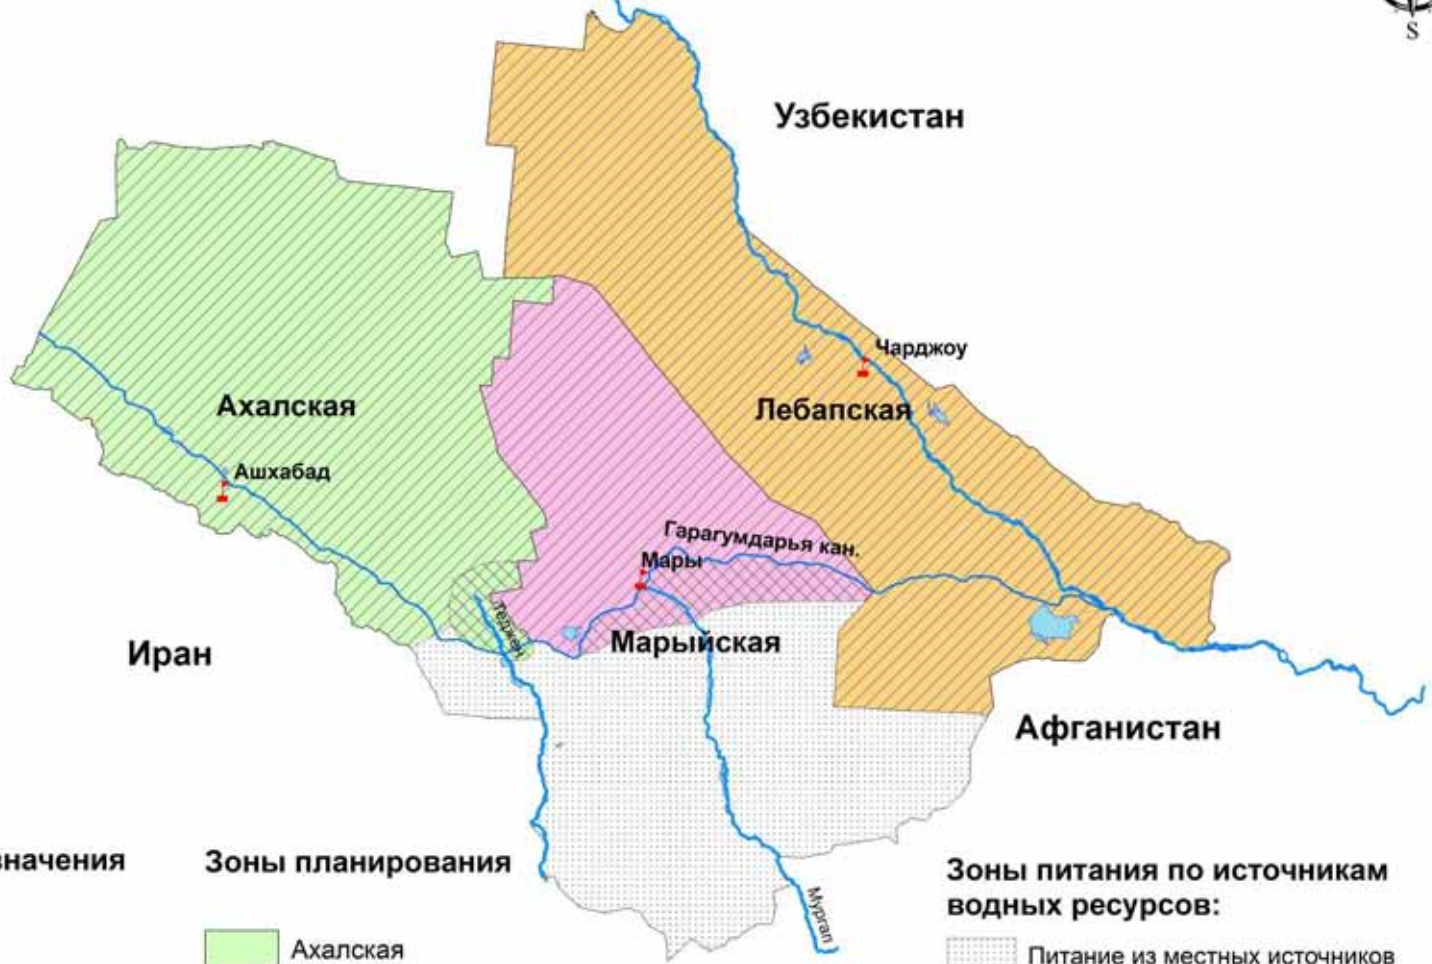 S
Узбекистан
Чарджоу
Лебапская
Ахалская
Ашхабад
Гарагумдарья кан.
Мары
Теджен
Марыйская
Иран
Афганистан
значения
Зоны планирования
Ахалская
Зоны питания по источникам
водных ресурсов:
Питание из местных источников
Мургап